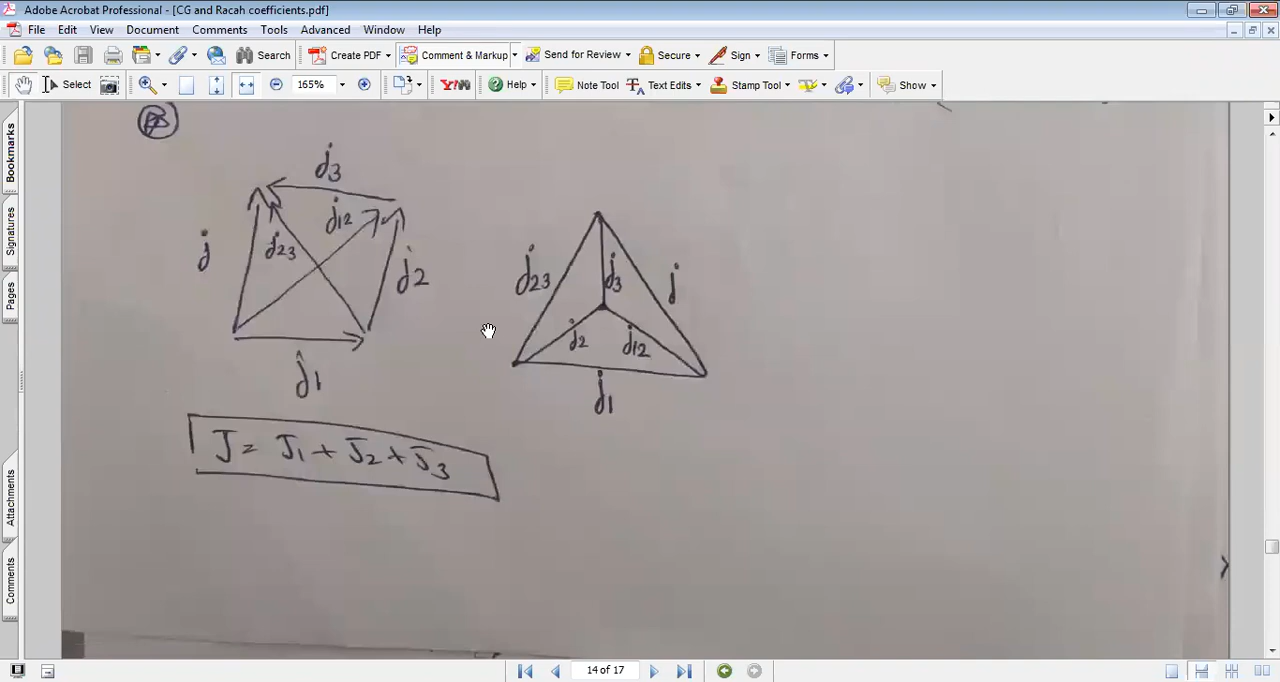 Adobe Acrobat Professional - [CG and Racah coefficients.pdf]
File Edit View Document Comments Tools Advanced Window Help
Search Create PDF Comment & Markup Send for Review Secure Sign Forms
Select 165% Y! Help Note Tool Text Edits Stamp Tool Show
Bookmarks
Signatures
Pages
Attachments
Comments
j3
j12
j
j23
j2
j1
j23
j3
j
j2
j12
j1
J = J1 + J2 + J3
14 of 17